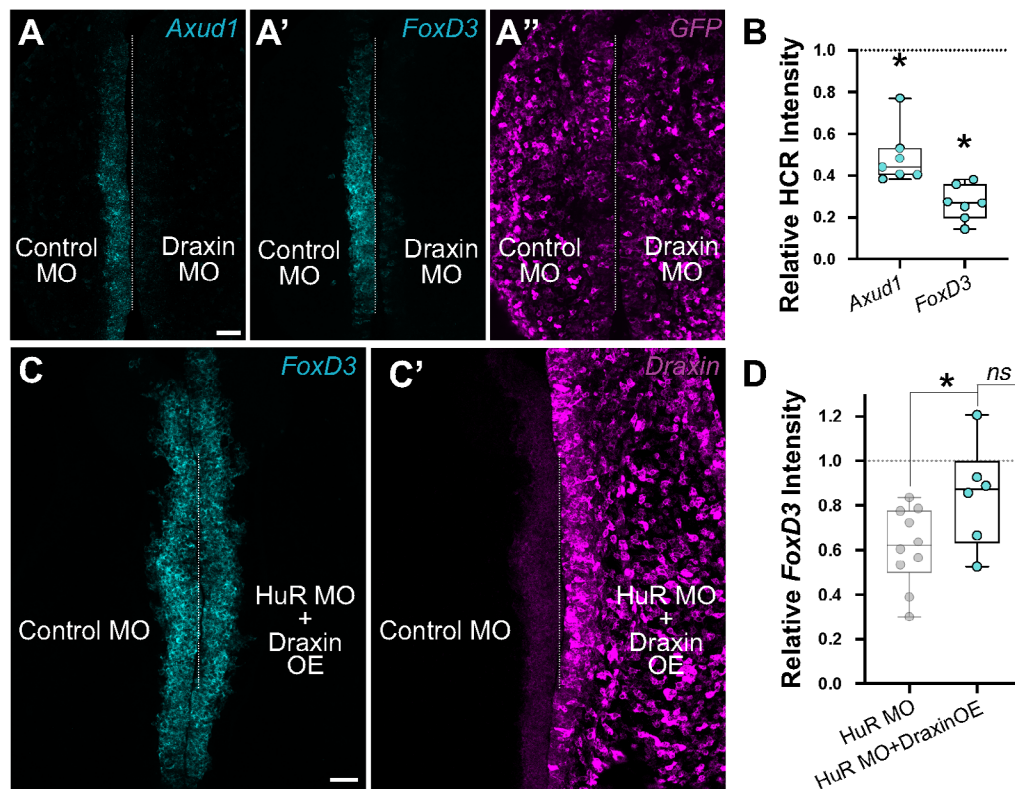 A
Axud1
Control
MO
Draxin
MO
A'
FoxD3
Control
MO
Draxin
MO
A"
GFP
Control
MO
Draxin
MO
B
Relative HCR Intensity
1.0
0.8
0.6
0.4
0.2
0.0
*
*
Axud1
FoxD3
C
FoxD3
Control MO
HuR MO
+
Draxin
OE
C'
Draxin
Control MO
HuR MO
+
Draxin
OE
D
Relative FoxD3 Intensity
1.2
1.0
0.8
0.6
0.4
0.2
0.0
*
ns
HuR MO
HuR MO+DraxinOE